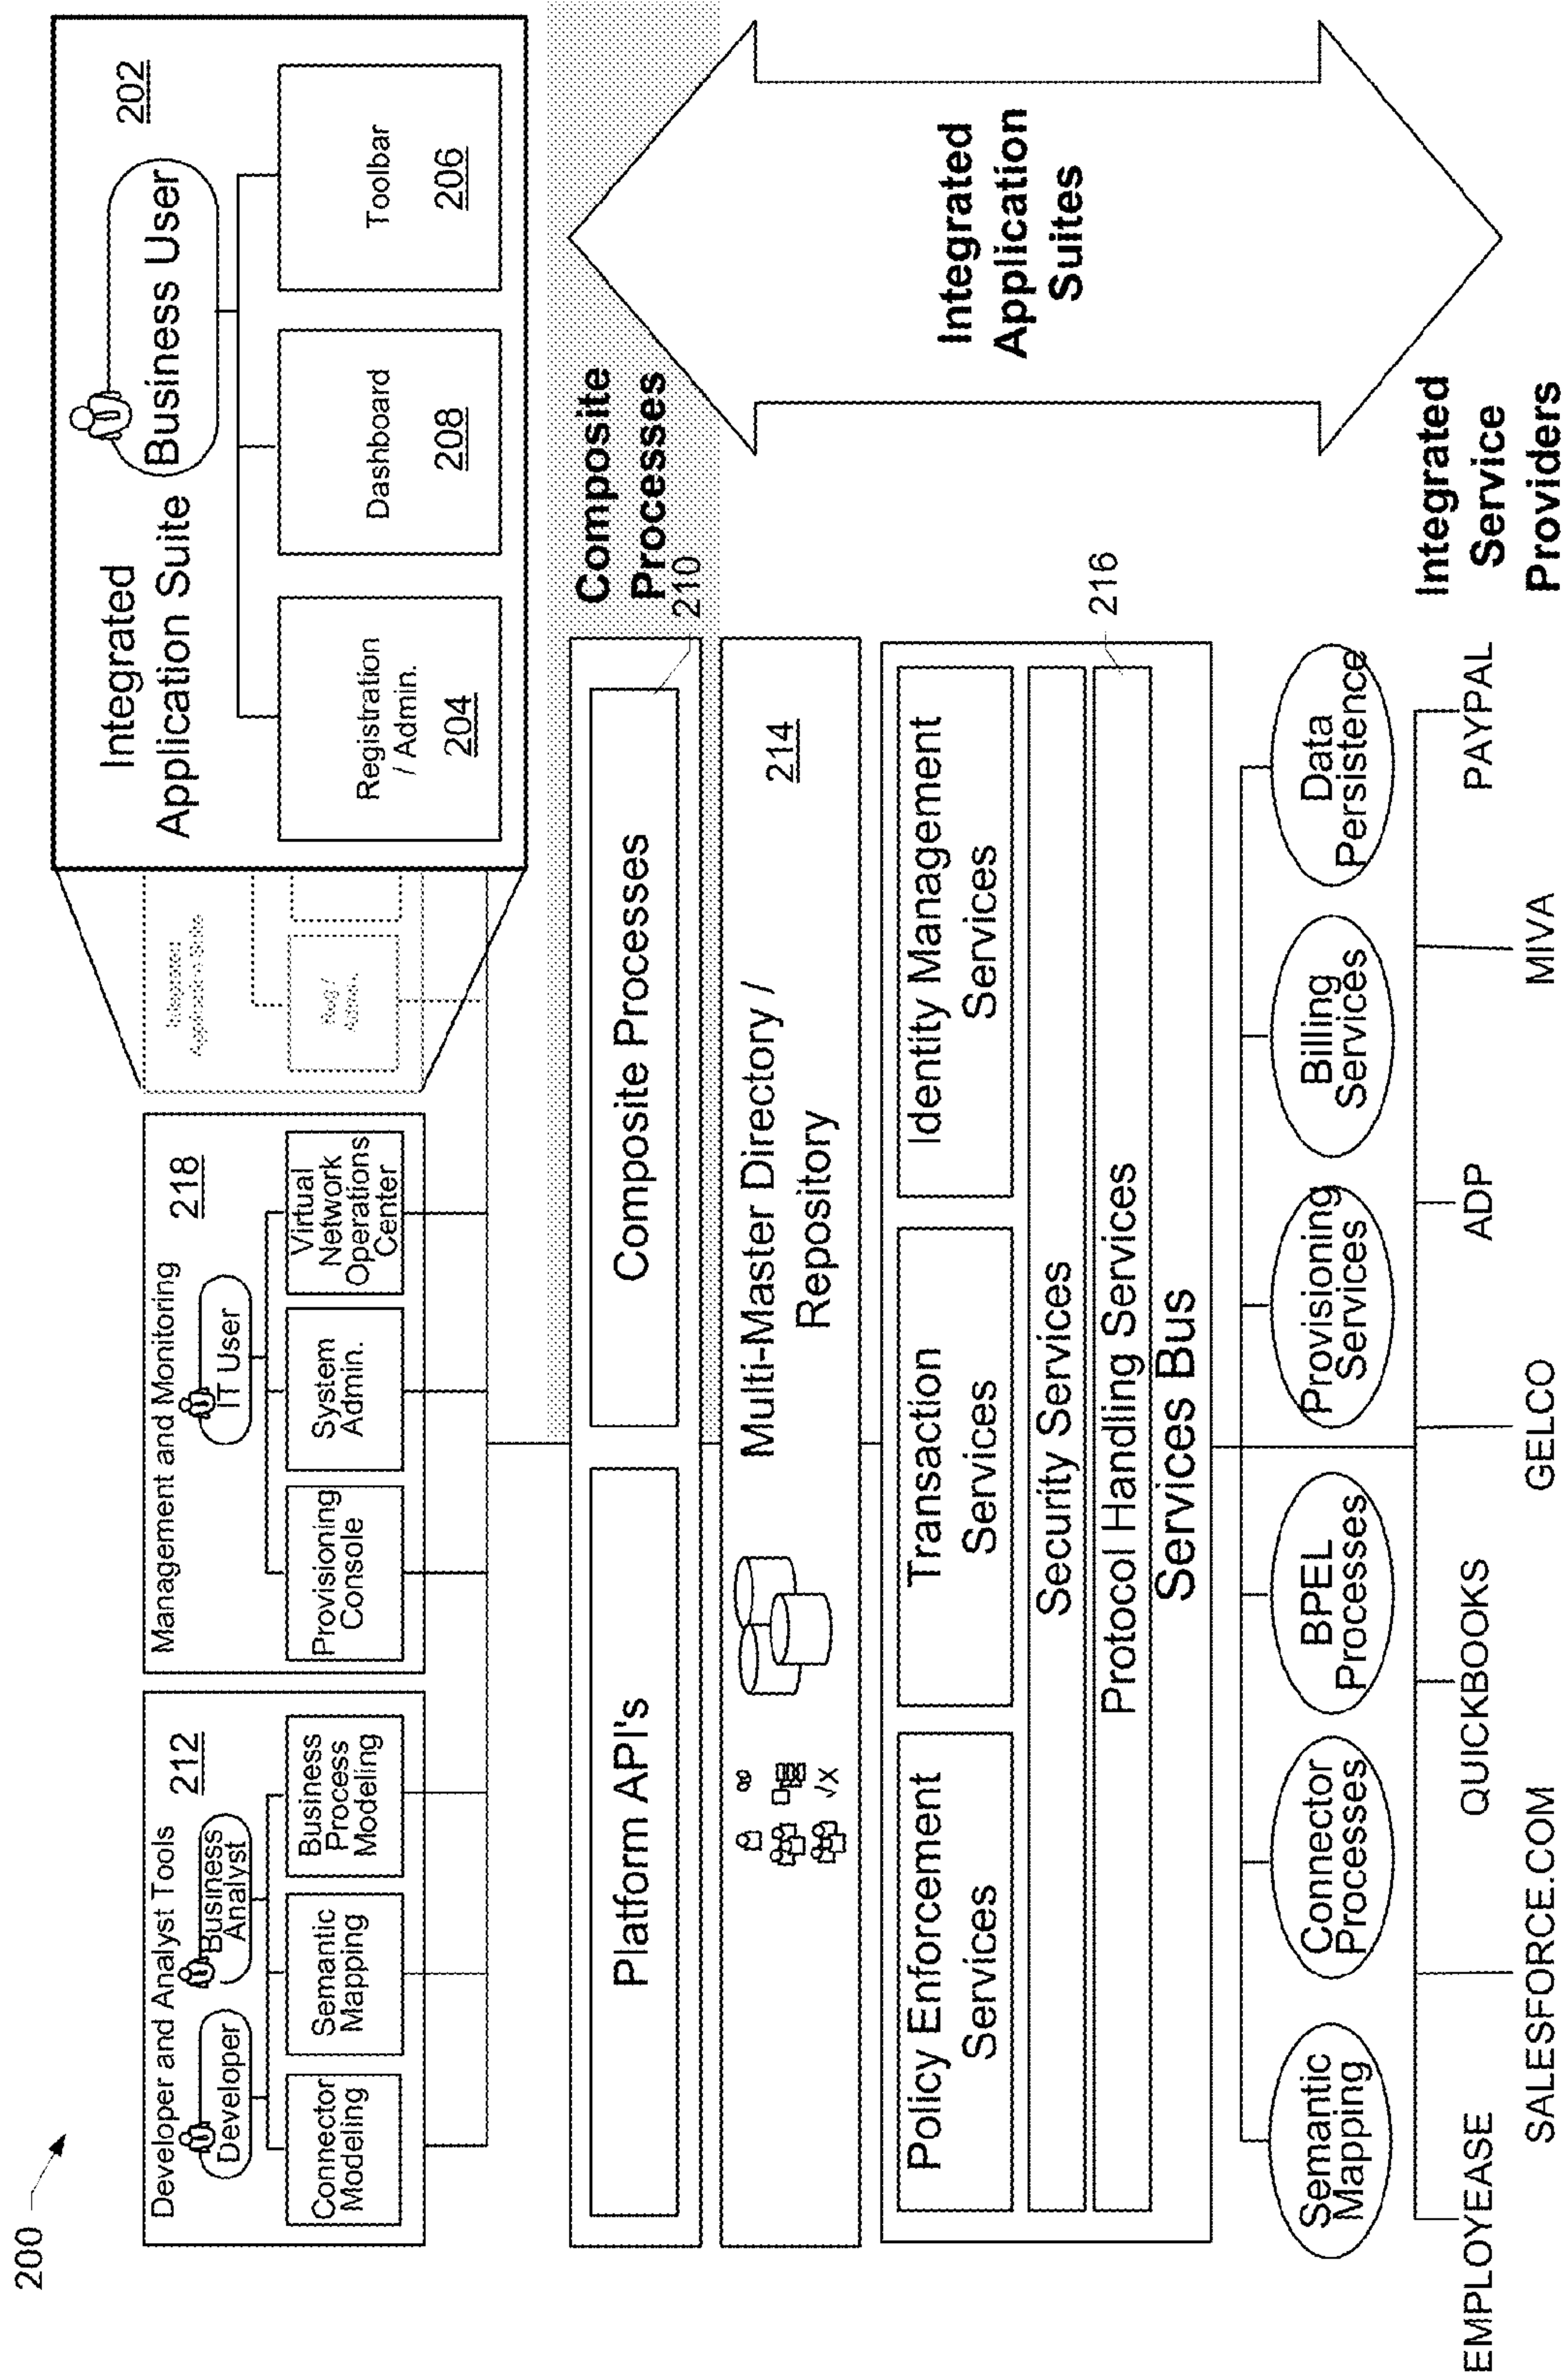 200
Developer and Analyst Tools
212
Developer
Business
Analyst
Connector
Modeling
Semantic
Mapping
Business
Process
Modeling
Management and Monitoring
218
IT User
Provisioning
Console
System
Admin.
Virtual
Network
Operations
Center
Integrated
Application Suite
Reg /
Admin.
Integrated
Application Suite
Business User
202
Registration
/ Admin.
204
Dashboard
208
Toolbar
206
Platform API's
Composite Processes
Composite
Processes
210
Multi-Master Directory /
Repository
214
√X
Policy Enforcement
Services
Transaction
Services
Identity Management
Services
Security Services
Protocol Handling Services
216
Services Bus
Integrated
Application
Suites
Semantic
Mapping
Connector
Processes
BPEL
Processes
Provisioning
Services
Billing
Services
Data
Persistence
Integrated
Service
Providers
EMPLOYEASE
SALESFORCE.COM
QUICKBOOKS
GELCO
ADP
MIVA
PAYPAL